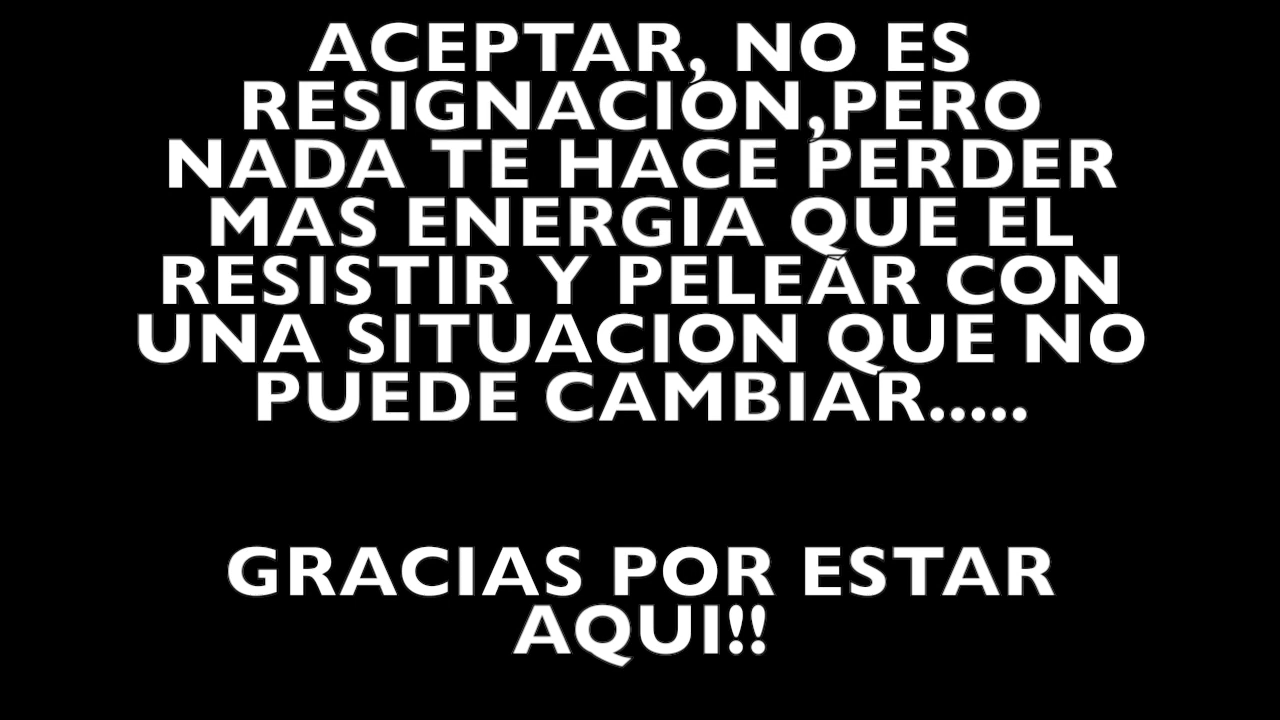 ACEPTAR, NO ES
RESIGNACION,PERO
NADA TE HACE PERDER
MAS ENERGIA QUE EL
RESISTIR Y PELEAR CON
UNA SITUACION QUE NO
PUEDE CAMBIAR.....
GRACIAS POR ESTAR
AQUI!!